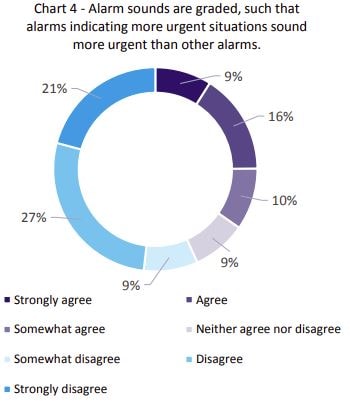 Chart 4 - Alarm sounds are graded, such that
alarms indicating more urgent situations sound
more urgent than other alarms.
9%
21%
16%
10%
27%
9%
9%
Strongly agree
Agree
Somewhat agree
Neither agree nor disagree
Somewhat disagree
Disagree
Strongly disagree